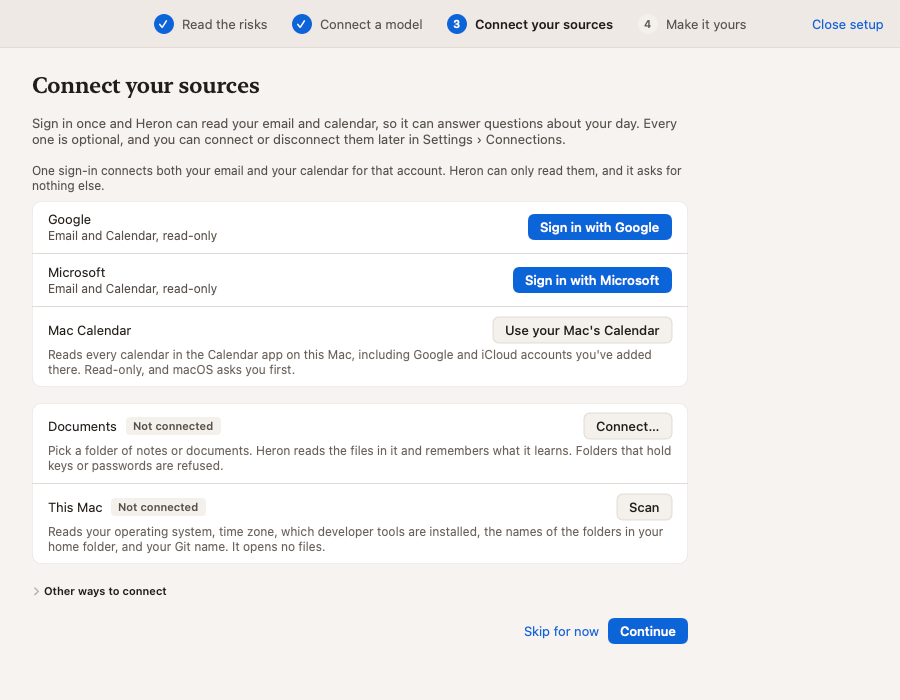 Read the risks
Connect a model
3 Connect your sources
4 Make it yours
Close setup
Connect your sources
Sign in once and Heron can read your email and calendar, so it can answer questions about your day. Every
one is optional, and you can connect or disconnect them later in Settings › Connections.
One sign-in connects both your email and your calendar for that account. Heron can only read them, and it asks for
nothing else.
Google
Email and Calendar, read-only
Sign in with Google
Microsoft
Email and Calendar, read-only
Sign in with Microsoft
Mac Calendar
Use your Mac's Calendar
Reads every calendar in the Calendar app on this Mac, including Google and iCloud accounts you've added
there. Read-only, and macOS asks you first.
Documents Not connected
Connect...
Pick a folder of notes or documents. Heron reads the files in it and remembers what it learns. Folders that hold
keys or passwords are refused.
This Mac Not connected
Scan
Reads your operating system, time zone, which developer tools are installed, the names of the folders in your
home folder, and your Git name. It opens no files.
Other ways to connect
Skip for now
Continue